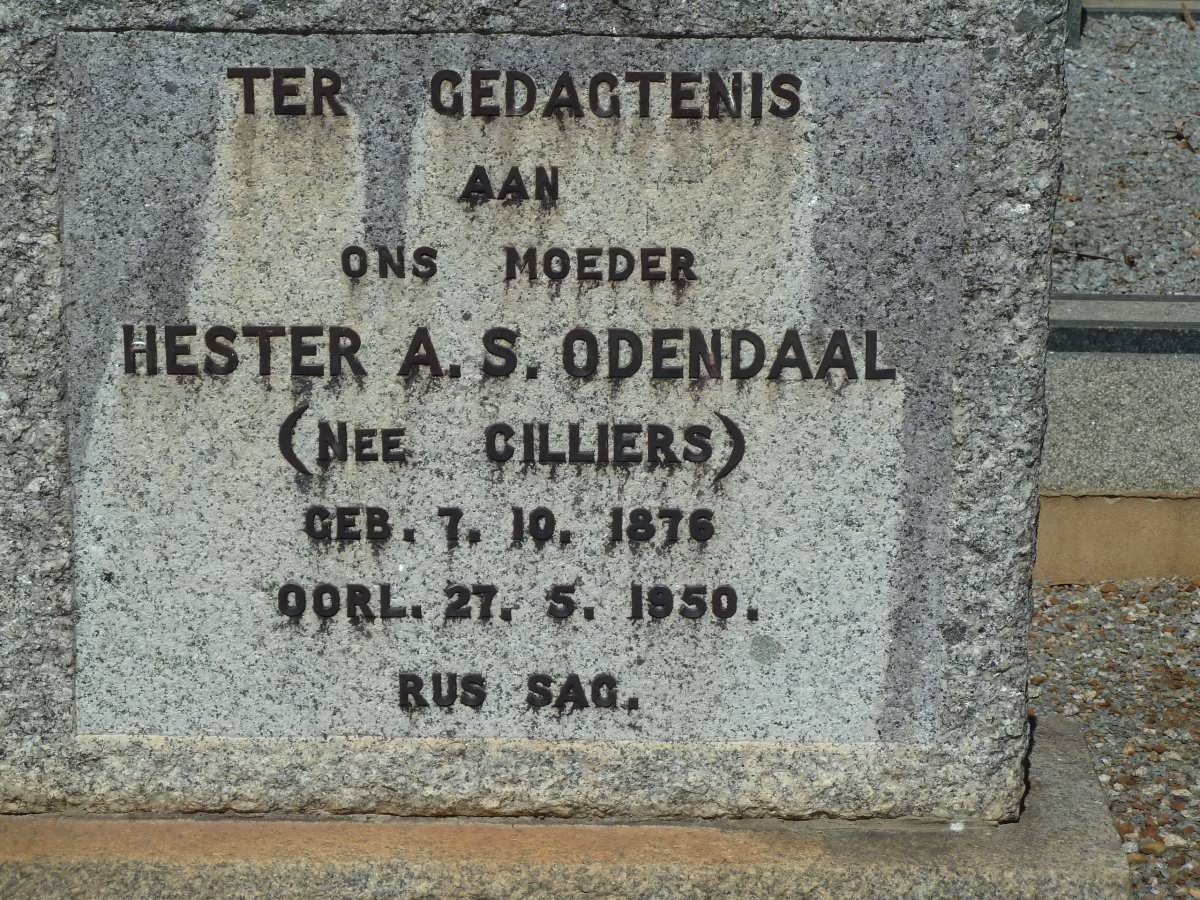 TER GEDAGTENIS
AAN
ONS MOEDER
HESTER A. S. ODENDAAL
(NEE CILLIERS)
GEB. 7. 10. 1876
OORL. 27. 5. 1950.
RUS SAG.